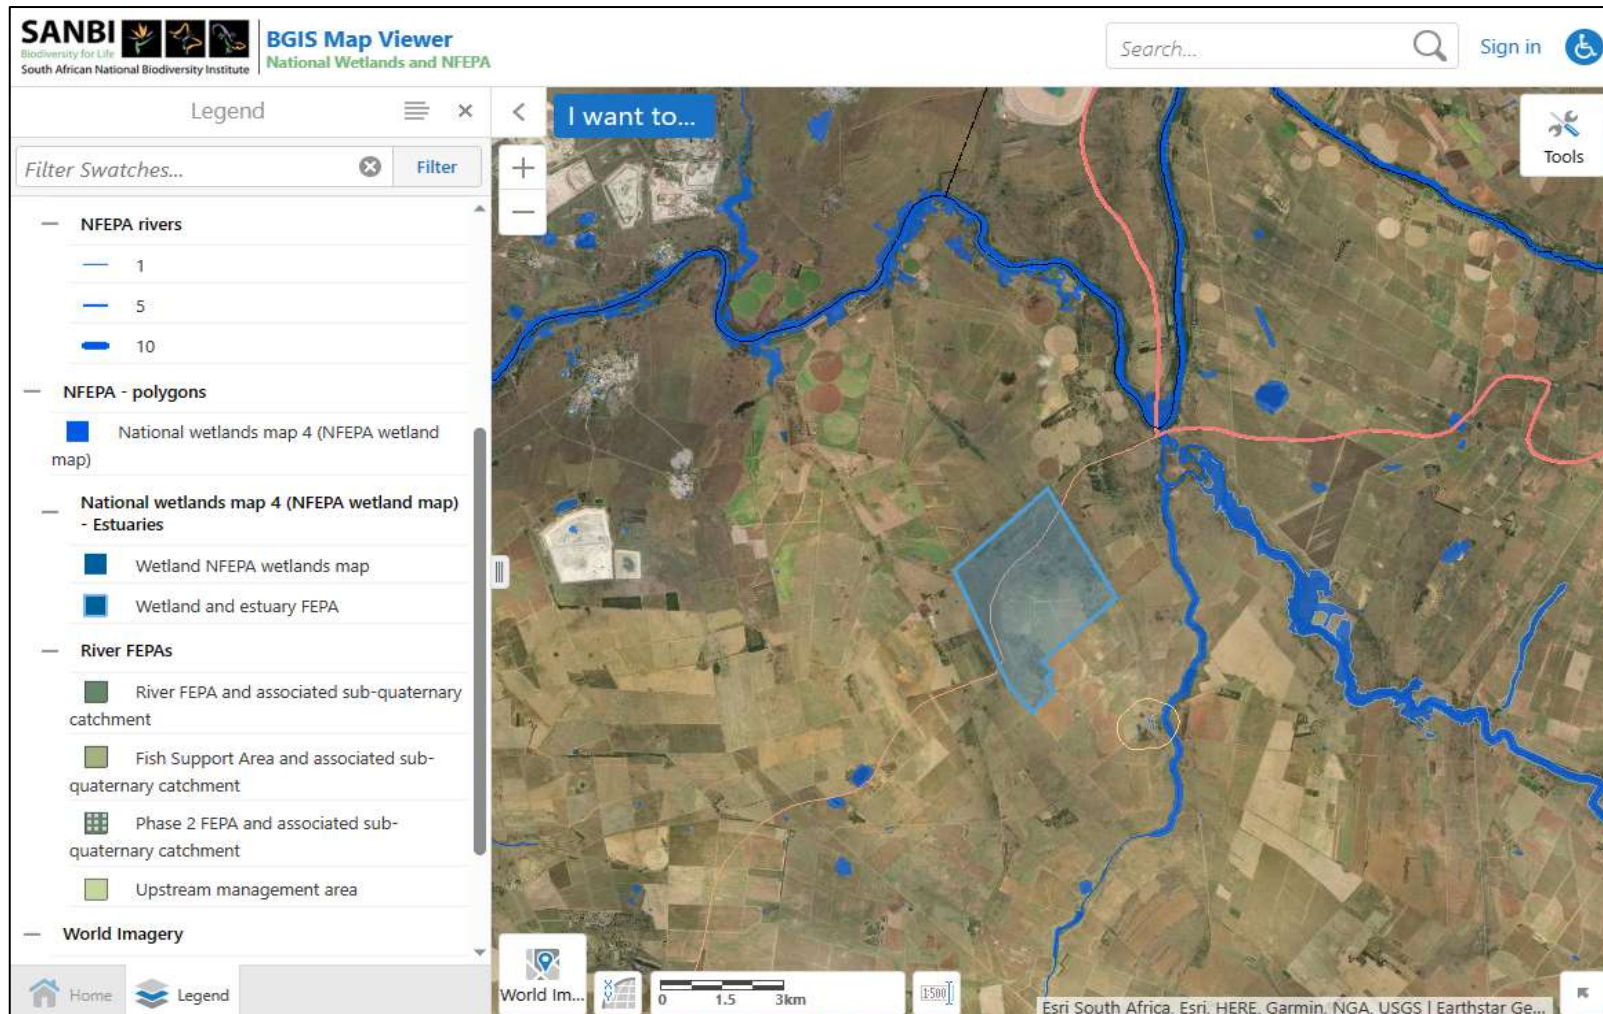 SANBI
Biodiversity for Life
South African National Biodiversity Institute
BGIS Map Viewer
National Wetlands and NFEPA
Search...
Sign in
Legend
I want to...
Filter Swatches...
Filter
Tools
NFEPA rivers
1
5
10
NFEPA - polygons
National wetlands map 4 (NFEPA wetland
map)
National wetlands map 4 (NFEPA wetland map)
- Estuaries
Wetland NFEPA wetlands map
Wetland and estuary FEPA
River FEPAs
River FEPA and associated sub-quaternary
catchment
Fish Support Area and associated sub-
quaternary catchment
Phase 2 FEPA and associated sub-
quaternary catchment
Upstream management area
World Imagery
Home
Legend
World Im...
X Y
0 1.5 3km
1:500
Esri South Africa, Esri, HERE, Garmin, NGA, USGS | Earthstar Ge...